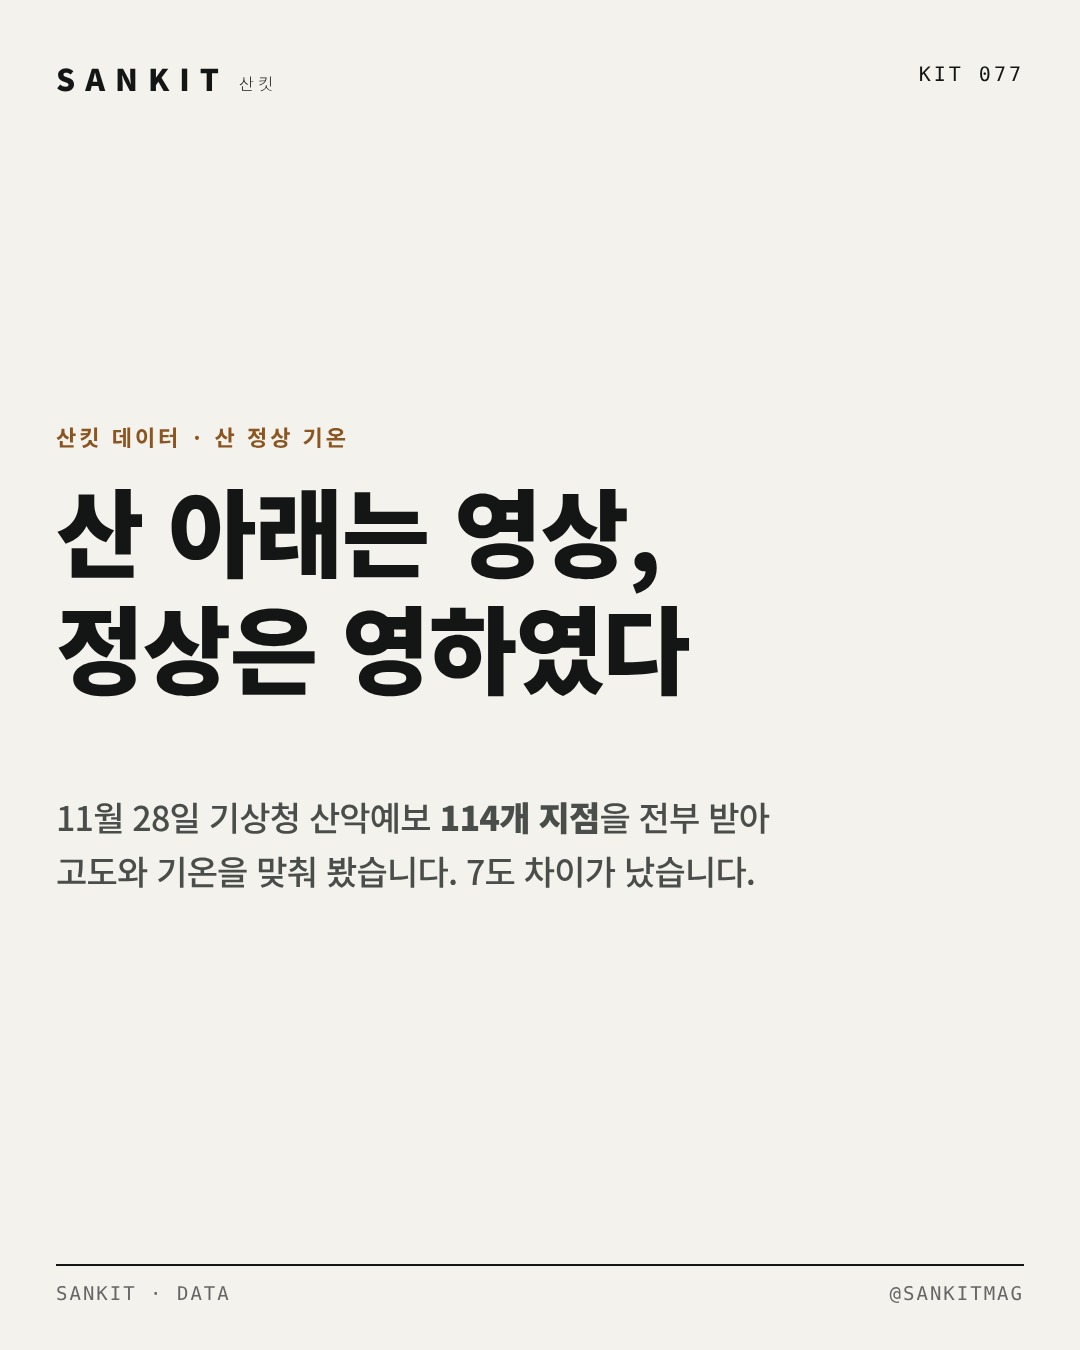 SANKIT 산킷
KIT 077
산킷 데이터 · 산 정상 기온
산 아래는 영상,
정상은 영하였다
11월 28일 기상청 산악예보 114개 지점을 전부 받아
고도와 기온을 맞춰 봤습니다. 7도 차이가 났습니다.
SANKIT · DATA
@SANKITMAG